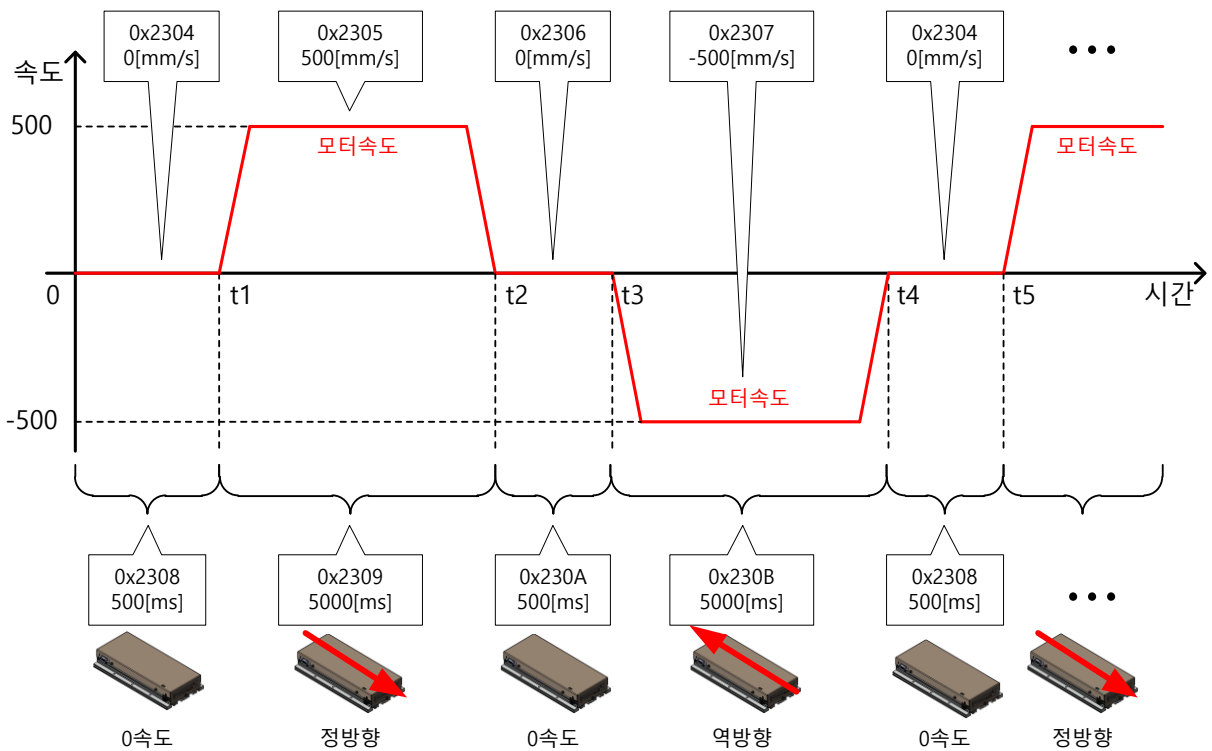 0x2304
0[mm/s]
0x2305
500[mm/s]
0x2306
0[mm/s]
0x2307
-500[mm/s]
0x2304
0[mm/s]
•••
속도
500
모터속도
모터속도
0
t1
t2
t3
t4
t5
시간
모터속도
-500
0x2308
500[ms]
0x2309
5000[ms]
0x230A
500[ms]
0x230B
5000[ms]
0x2308
500[ms]
•••
0속도
정방향
0속도
역방향
0속도
정방향